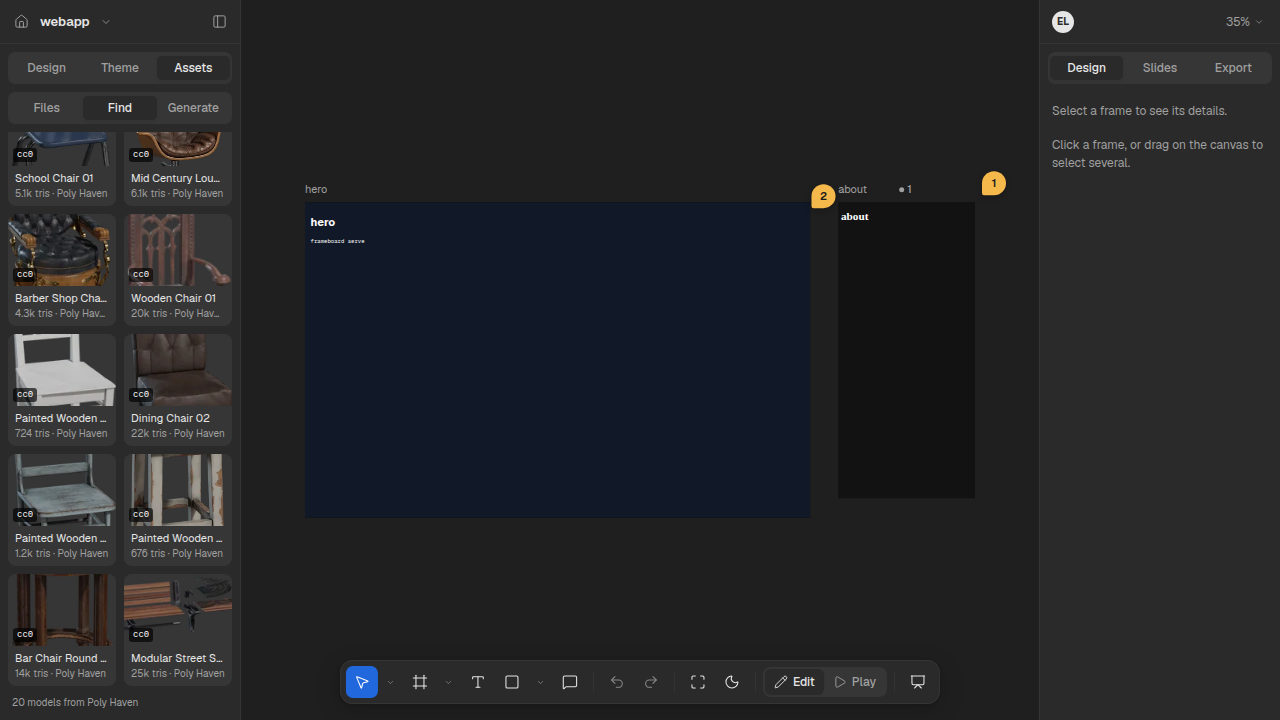 webapp
Design
Theme
Assets
Files
Find
Generate
cc0
cc0
School Chair 01
Mid Century Lou...
5.1k tris · Poly Haven
6.1k tris · Poly Haven
cc0
cc0
Barber Shop Cha...
Wooden Chair 01
4.3k tris · Poly Hav...
20k tris · Poly Hav...
cc0
cc0
Painted Wooden ...
Dining Chair 02
724 tris · Poly Haven
22k tris · Poly Haven
cc0
cc0
Painted Wooden ...
Painted Wooden ...
1.2k tris · Poly Haven
676 tris · Poly Haven
cc0
cc0
Bar Chair Round ...
Modular Street S...
14k tris · Poly Haven
25k tris · Poly Haven
20 models from Poly Haven
hero
2
about
1
1
hero
frameboard serve
about
Edit
Play
EL
35%
Design
Slides
Export
Select a frame to see its details.
Click a frame, or drag on the canvas to
select several.